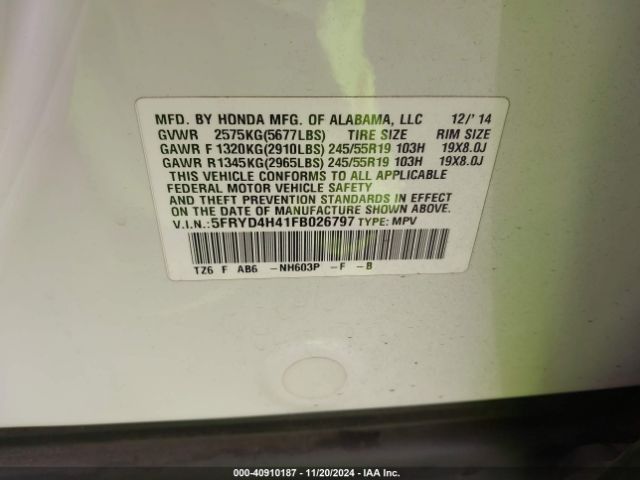 MFD. BY HONDA MFG. OF ALABAMA, LLC 12/'14
GVWR 2575KG(5677LBS) TIRE SIZE RIM SIZE
GAWR F 1320KG(2910LBS) 245/55R19 103H 19X8.0J
GAWR R 1345KG(2965LBS) 245/55R19 103H 19X8.0J
THIS VEHICLE CONFORMS TO ALL APPLICABLE
FEDERAL MOTOR VEHICLE SAFETY
AND THEFT PREVENTION STANDARDS IN EFFECT
ON THE DATE OF MANUFACTURE SHOWN ABOVE.
V.I.N.:5FRYD4H41FB026797 TYPE: MPV
TZ6 F AB6 -NH603P -F -B
000-40910187 - 11/20/2024 - IAA Inc.